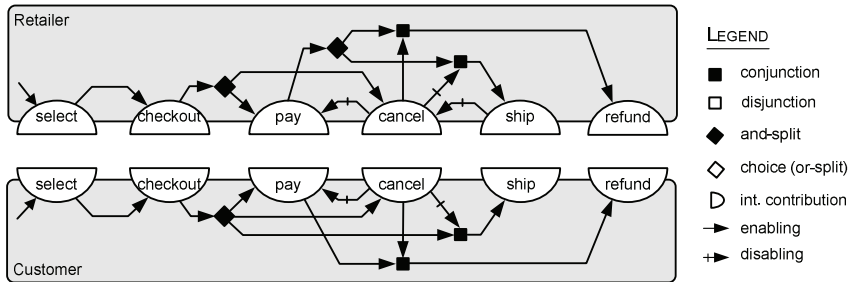 Retailer
select
checkout
pay
cancel
ship
refund
select
checkout
pay
cancel
ship
refund
Customer
LEGEND
conjunction
disjunction
and-split
choice (or-split)
int. contribution
enabling
disabling